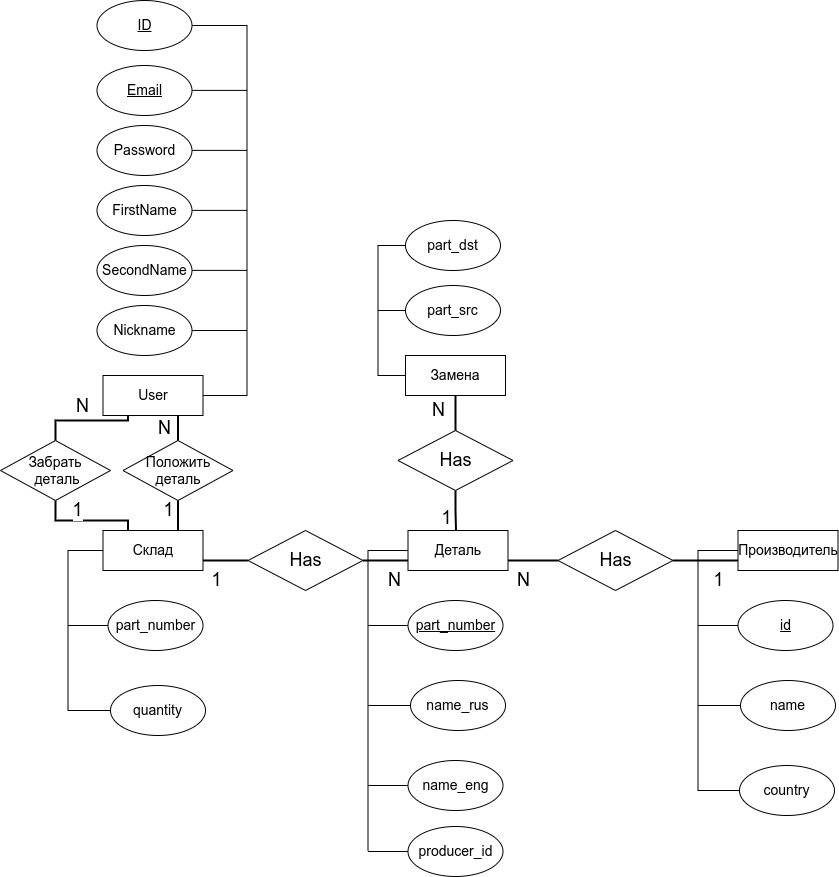 ID
Email
Password
FirstName
SecondName
Nickname
User
N
N
Забрать
деталь
Положить
деталь
1
1
Склад
part_number
quantity
part_dst
part_src
Замена
N
Has
1
1
Has
N
Деталь
part_number
name_rus
name_eng
producer_id
N
Has
1
Производитель
id
name
country